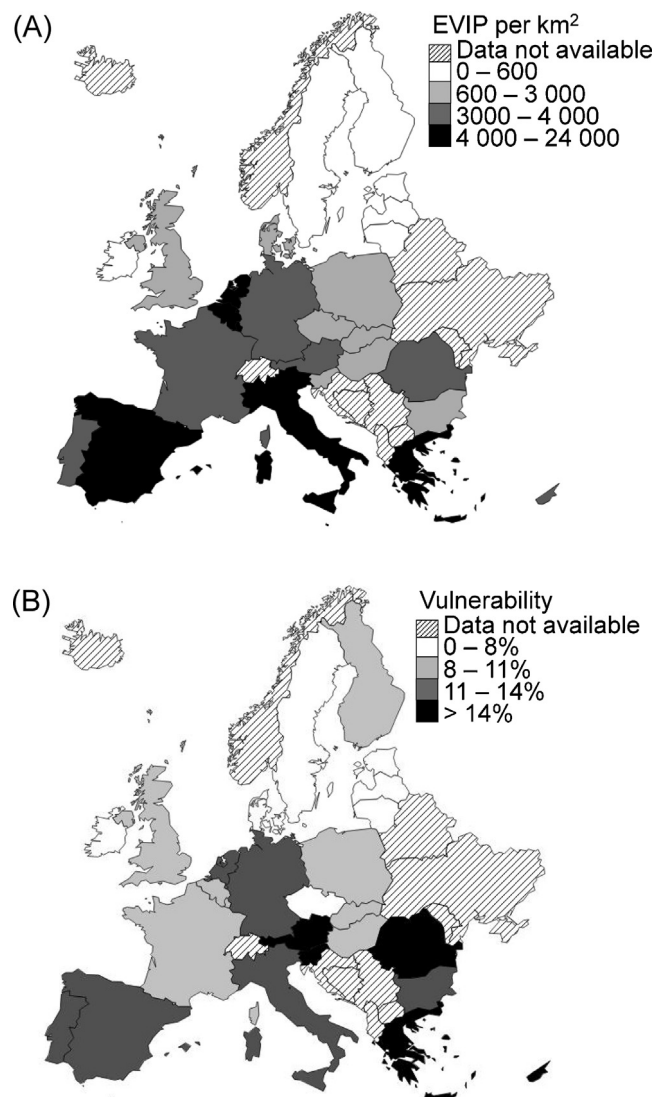 (A)
EVIP per km²
Data not available
0 – 600
600 – 3 000
3000 – 4 000
4 000 – 24 000
(B)
Vulnerability
Data not available
0 – 8%
8 – 11%
11 – 14%
> 14%